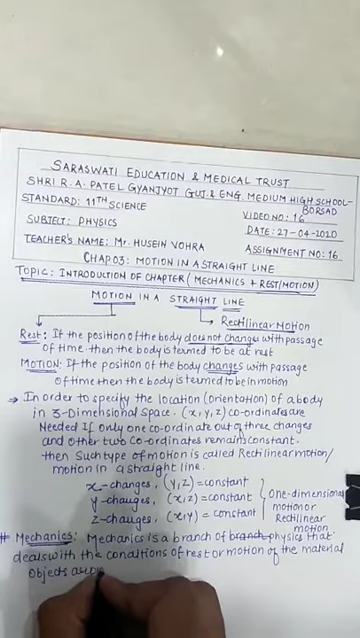 SARASWATI EDUCATION & MEDICAL TRUST
SHRI R.A. PATEL GYANJYOT GUJ & ENG MEDIUM HIGH SCHOOL-
BORSAD
STANDARD: 11TH SCIENCE
VIDEO NO: 16
SUBJECT: PHYSICS
DATE: 27-04-2020
TEACHER'S NAME: Mr. HUSEIN VOHRA
ASSIGNMENT NO: 16
CHAP 03: MOTION IN A STRAIGHT LINE
TOPIC: INTRODUCTION OF CHAPTER (MECHANICS & REST/MOTION)
MOTION IN A STRAIGHT LINE
Rectilinear Motion
Rest: If the position of the body does not changes with passage
of time then the body is teamed to be at rest
MOTION: If the position of the body changes with passage
of time then the body is teamed to be in motion
→ In order to specify the location (orientation) of a body
in 3-Dimensional Space. (x, y, z) co-ordinates are
Needed If only one co-ordinate out of three changes
and other two Co-ordinates remains constant.
then Such type of motion is called Rectilinear motion/
motion in a straight line.
x-changes, (y, z) = constant
y-changes, (x, z) = constant
z-changes, (x, y) = constant
One-dimensional
motion or
Rectilinear
motion
# Mechanics: Mechanics is a branch of branch physics that
deals with the conditions of rest or motion of the material
objects